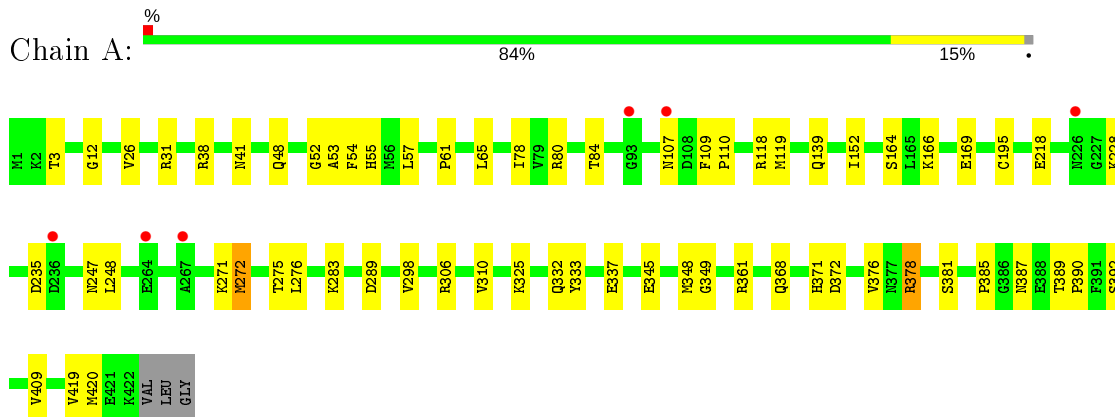 %
Chain A:
84% 15% •
M1 K2 T3 G12 V26 R31 R38 N41 Q48 G52 A53 F54 H55 M56 L57 P61 L65 I78 V79 R80 T84 G93 N107 D108 F109 P110 R118 M119 Q139 I152 S164 L165 K166 E169 C195 E218 N226 G227 K228
D235 D236 N247 L248 E264 A267 K271 M272 T275 L276 K283 D289 V298 R306 V310 K325 Q332 Y333 E337 E345 M348 G349 R361 Q368 H371 D372 V376 N377 R378 S381 P385 G386 N387 E388 T389 P390 F391 S392
V409 V419 M420 E421 K422 VAL LEU GLY